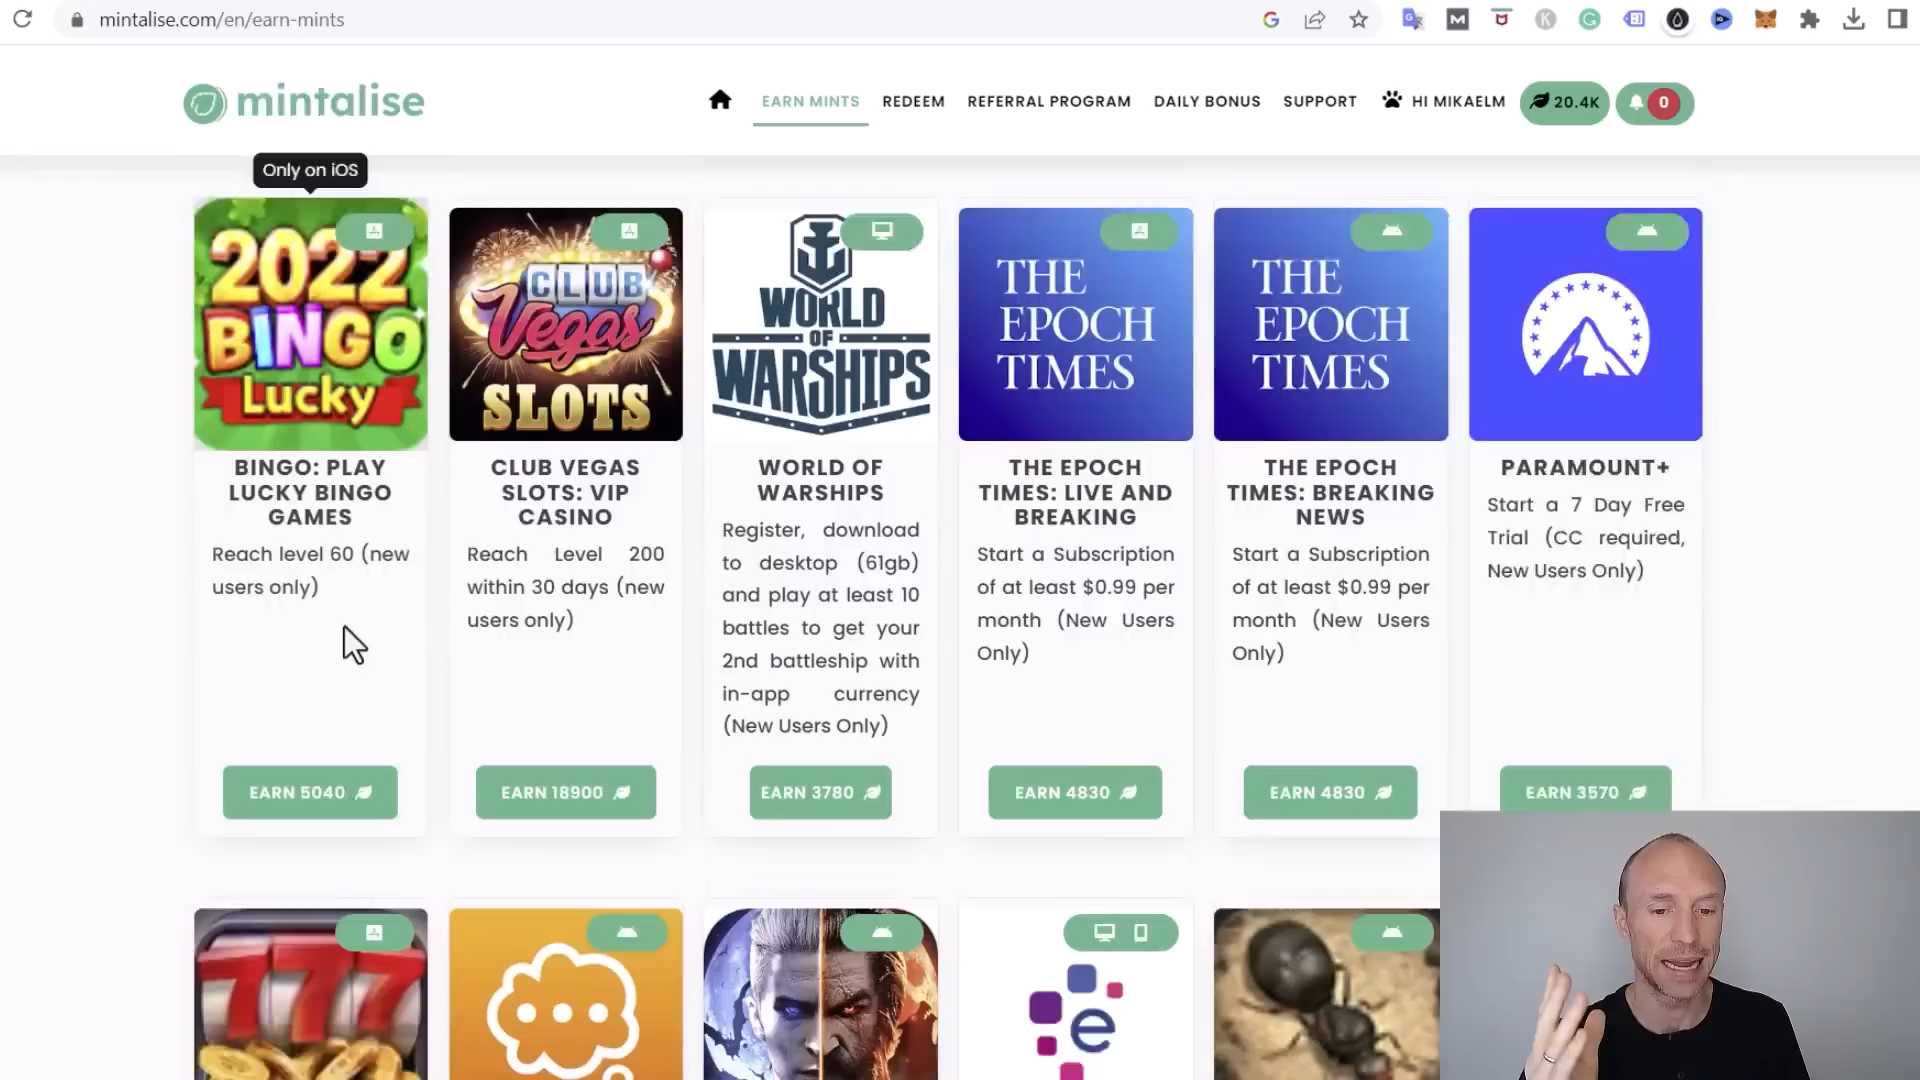 mintalise.com/en/earn-mints
mintalise
EARN MINTS
REDEEM
REFERRAL PROGRAM
DAILY BONUS
SUPPORT
HI MIKAELM
20.4K
0
Only on iOS
2022
BINGO
Lucky
BINGO: PLAY
LUCKY BINGO
GAMES
Reach level 60 (new
users only)
EARN 5040
CLUB
Vegas
SLOTS
CLUB VEGAS
SLOTS: VIP
CASINO
Reach Level 200
within 30 days (new
users only)
EARN 18900
WORLD
OF
WARSHIPS
WORLD OF
WARSHIPS
Register, download
to desktop (61gb)
and play at least 10
battles to get your
2nd battleship with
in-app currency
(New Users Only)
EARN 3780
THE
EPOCH
TIMES
THE EPOCH
TIMES: LIVE AND
BREAKING
Start a Subscription
of at least $0.99 per
month (New Users
Only)
EARN 4830
THE
EPOCH
TIMES
THE EPOCH
TIMES: BREAKING
NEWS
Start a Subscription
of at least $0.99 per
month (New Users
Only)
EARN 4830
PARAMOUNT+
Start a 7 Day Free
Trial (CC required,
New Users Only)
EARN 3570
777
e